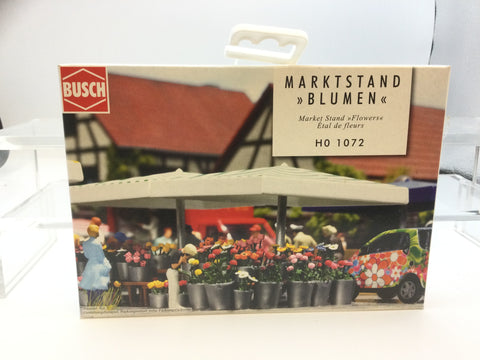 BUSCH
MARKTSTAND
»BLUMEN«
Market Stand »Flowers«
Étal de fleurs
H0 1072